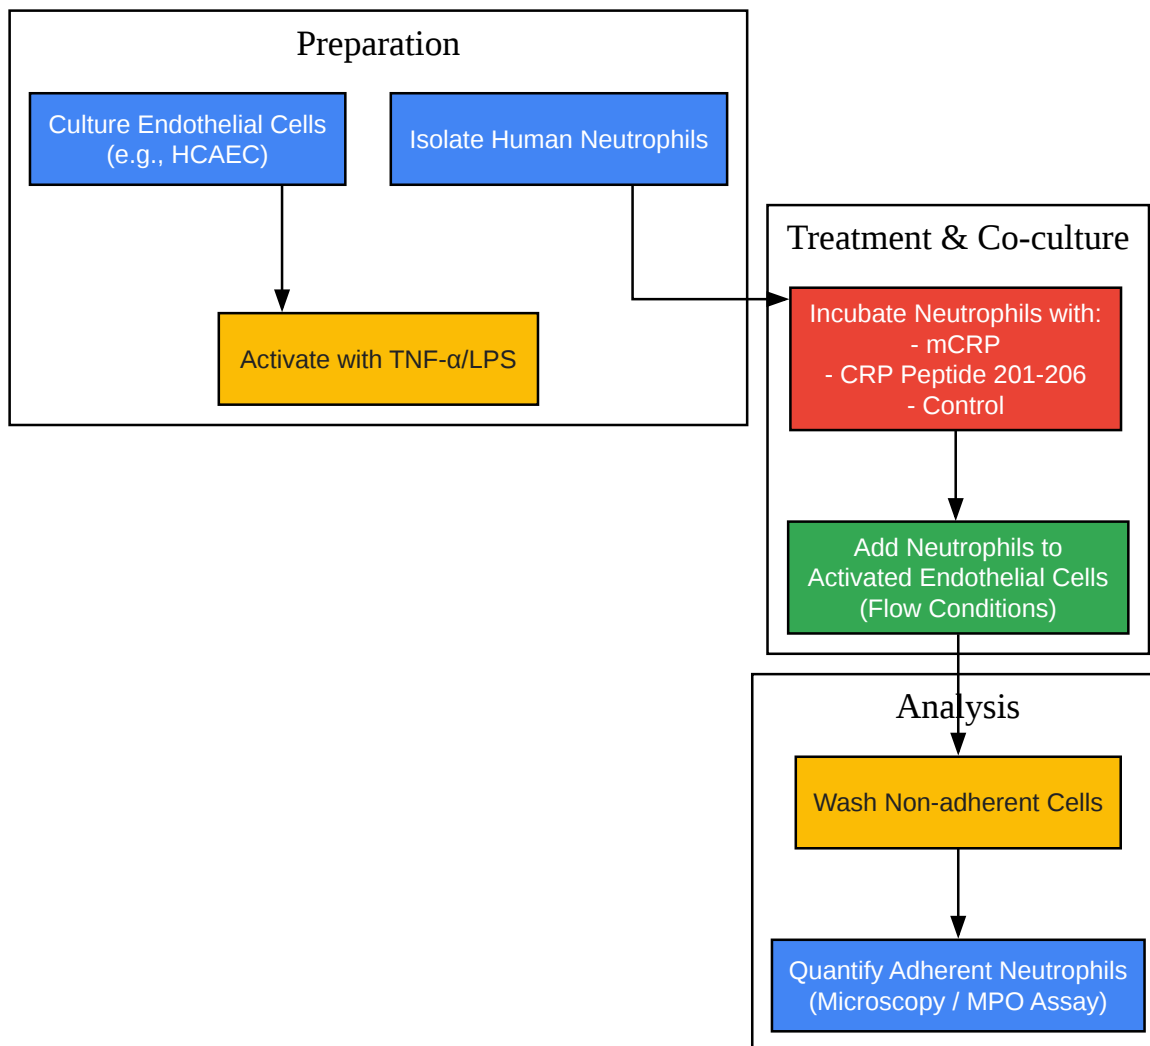 Preparation
Culture Endothelial Cells
(e.g., HCAEC)
Isolate Human Neutrophils
Activate with TNF-α/LPS
Treatment & Co-culture
Incubate Neutrophils with:
- mCRP
- CRP Peptide 201-206
- Control
Add Neutrophils to
Activated Endothelial Cells
(Flow Conditions)
Analysis
Wash Non-adherent Cells
Quantify Adherent Neutrophils
(Microscopy / MPO Assay)